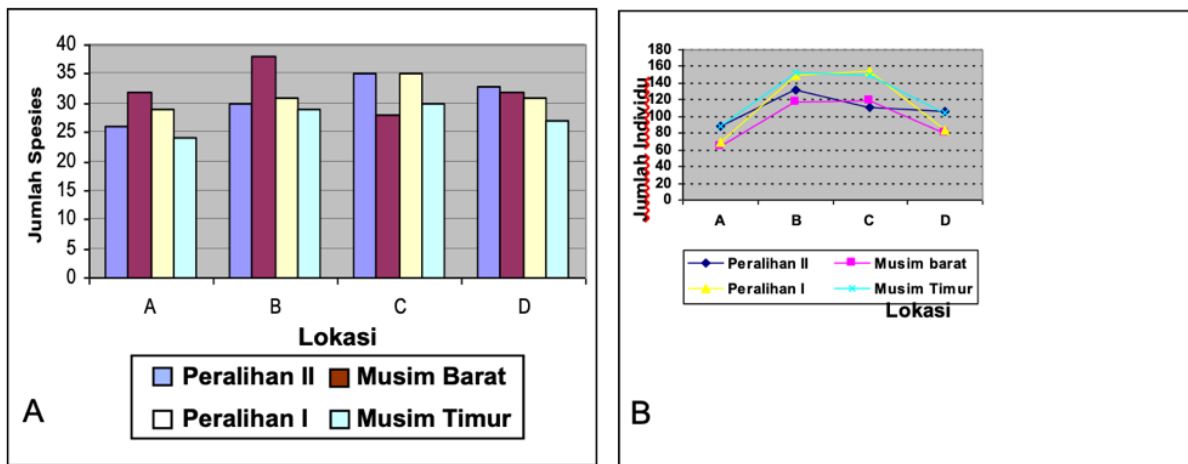 40
35
30
25
20
15
10
5
0
Jumlah Spesies
A B C D
Lokasi
Peralihan II Musim Barat
Peralihan I Musim Timur
A
180
160
140
120
100
80
60
40
20
0
Jumlah Individu
A B C D
Peralihan II Musim barat
Peralihan I Musim Timur
Lokasi
B